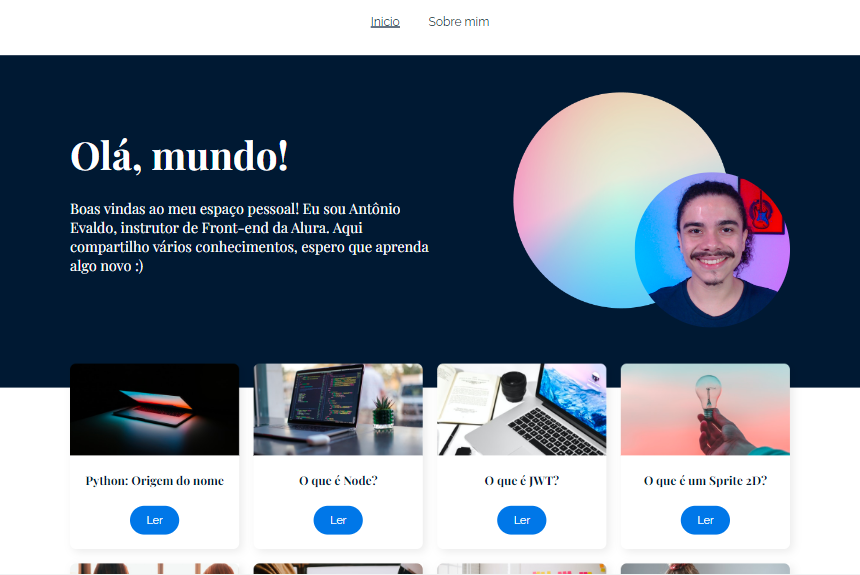 Inicio Sobre mim
Olá, mundo!
Boas vindas ao meu espaço pessoal! Eu sou Antônio
Evaldo, instrutor de Front-end da Alura. Aqui
compartilho vários conhecimentos, espero que aprenda
algo novo :)
Python: Origem do nome
Ler
O que é Node?
Ler
O que é JWT?
Ler
O que é um Sprite 2D?
Ler